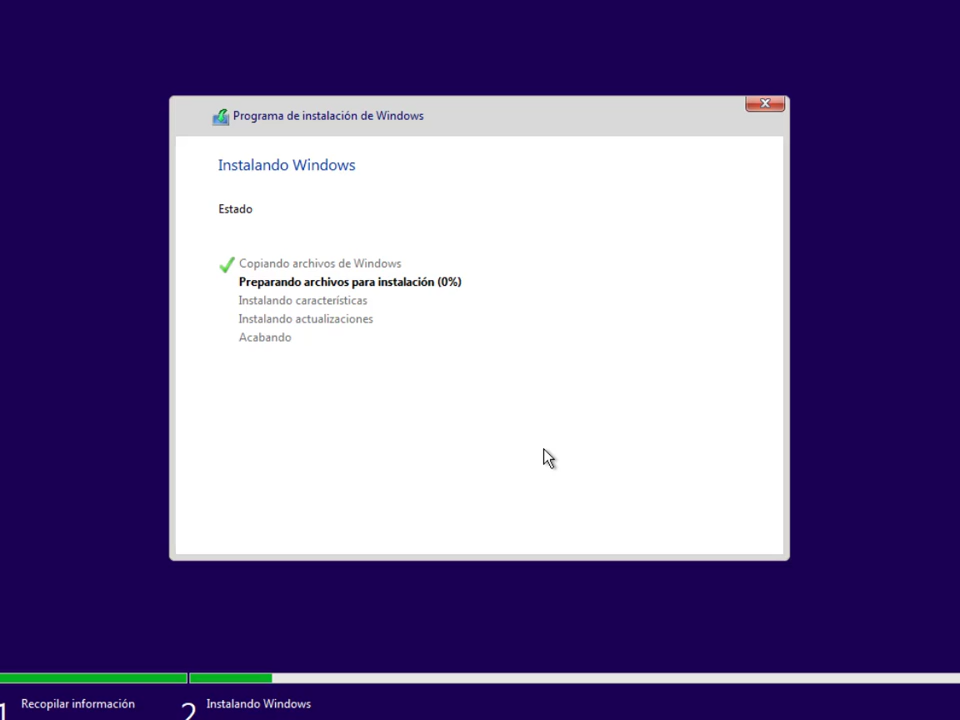 Programa de instalación de Windows
Instalando Windows
Estado
Copiando archivos de Windows
Preparando archivos para instalación (0%)
Instalando características
Instalando actualizaciones
Acabando
1 Recopilar información
2 Instalando Windows